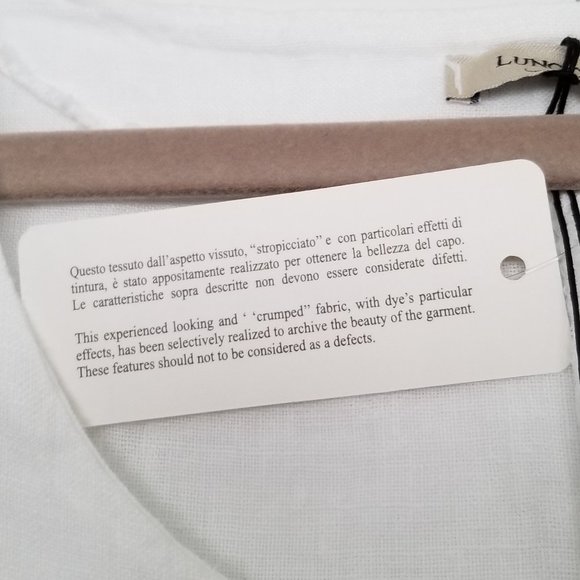 Questo tessuto dall'aspetto vissuto, "stropicciato" e con particolari effetti di
tintura, è stato appositamente realizzato per ottenere la bellezza del capo.
Le caratteristiche sopra descritte non devono essere considerate difetti.
This experienced looking and ‘ ‘crumped” fabric, with dye's particular
effects, has been selectively realized to archive the beauty of the garment.
These features should not to be considered as a defects.